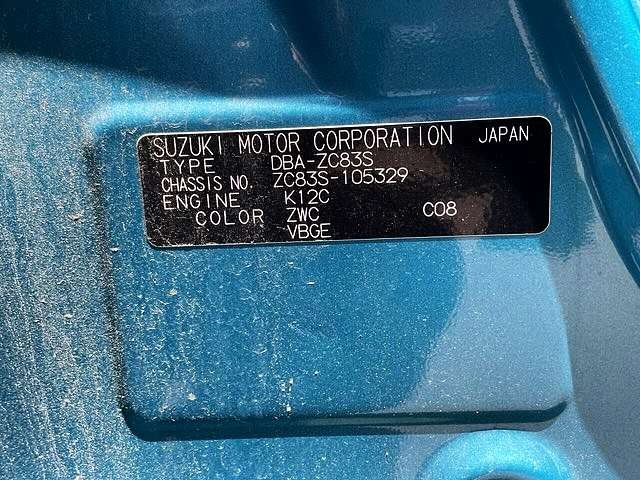 SUZUKI MOTOR CORPORATION JAPAN
TYPE DBA-ZC83S
CHASSIS NO. ZC83S-105329
ENGINE K12C
COLOR ZWC C08
VBGE